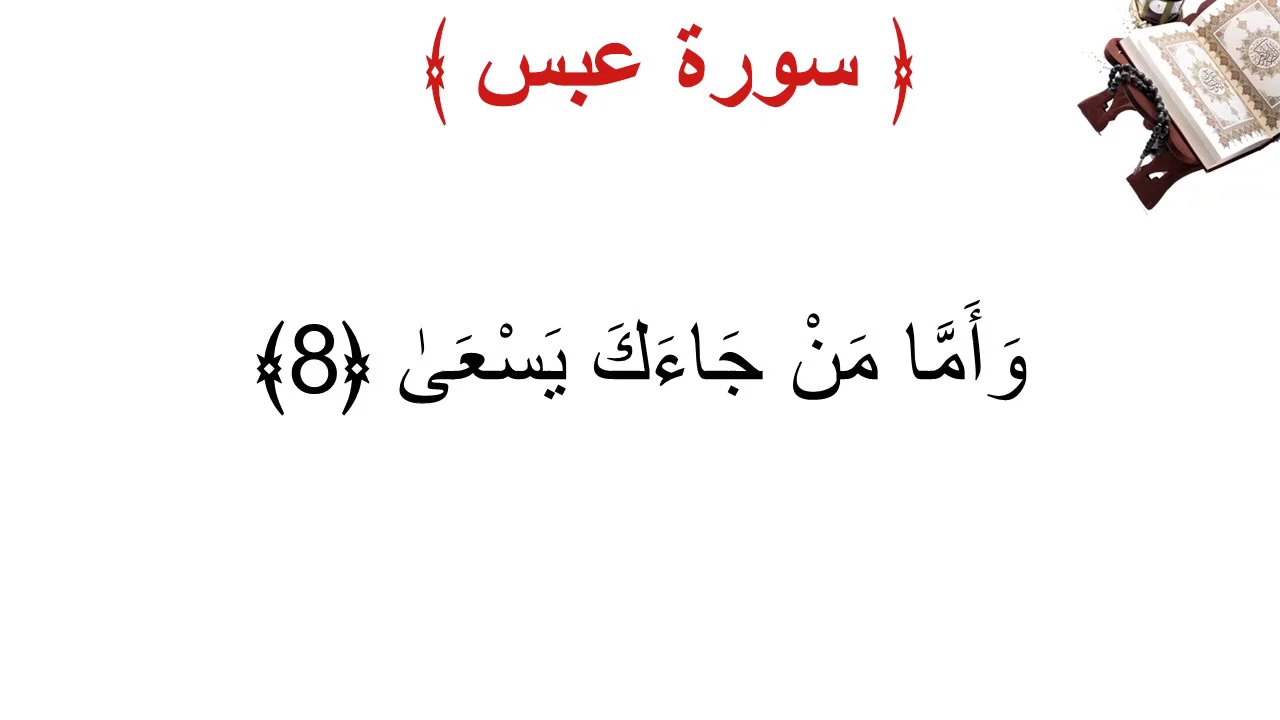 ﴿ سورة عبس ﴾
وَأَمَّا مَنْ جَاءَكَ يَسْعَىٰ ﴿8﴾